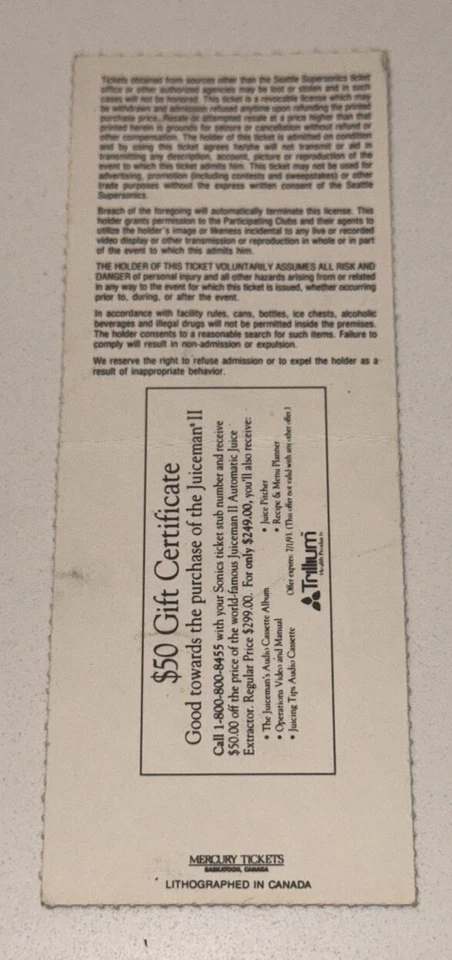 Tickets obtained from sources other than the Seattle Supersonics ticket
office or other authorized agencies may be lost or stolen and in such
cases will not be honored. This ticket is a revocable license which may
be withdrawn and admission refused anytime upon refunding the printed
purchase price. Resale or attempted resale at a price higher than that
printed herein is grounds for seizure or cancellation without refund or
other compensation. The holder of this ticket is admitted on condition
and by using this ticket agrees he/she will not transmit or aid in
transmitting any description, account, picture or reproduction of the
event to which this ticket admits him. This ticket may not be used for
advertising, promotion (including contests and sweepstakes) or other
trade purposes without the express written consent of the Seattle
Supersonics.
Breach of the foregoing will automatically terminate this license. This
holder grants permission to the Participating Clubs and their agents to
utilize the holder's image or likeness incidental to any live or recorded
video display or other transmission or reproduction in whole or in part
of the event to which this admits him.
THE HOLDER OF THIS TICKET VOLUNTARILY ASSUMES ALL RISK AND
DANGER of personal injury and all other hazards arising from or related
in any way to the event for which this ticket is issued, whether occurring
prior to, during, or after the event.
In accordance with facility rules, cans, bottles, ice chests, alcoholic
beverages and illegal drugs will not be permitted inside the premises.
The holder consents to a reasonable search for such items. Failure to
comply will result in non-admission or expulsion.
We reserve the right to refuse admission or to expel the holder as a
result of inappropriate behavior.
$50 Gift Certificate
Good towards the purchase of the Juiceman® II
Call 1-800-800-8455 with your Sonics ticket stub number and receive
$50.00 off the price of the world-famous Juiceman II Automatic Juice
Extractor. Regular Price $299.00. For only $249.00, you'll also receive:
• The Juiceman's Audio Cassette Album • Juice Pitcher
• Operations Video and Manual • Recipe & Menu Planner
• Juicing Tips Audio Cassette Offer expires: 7/1/93. (This offer not valid with any other offer.)
Trillium
Health Products
MERCURY TICKETS
SASKATOON, CANADA
LITHOGRAPHED IN CANADA